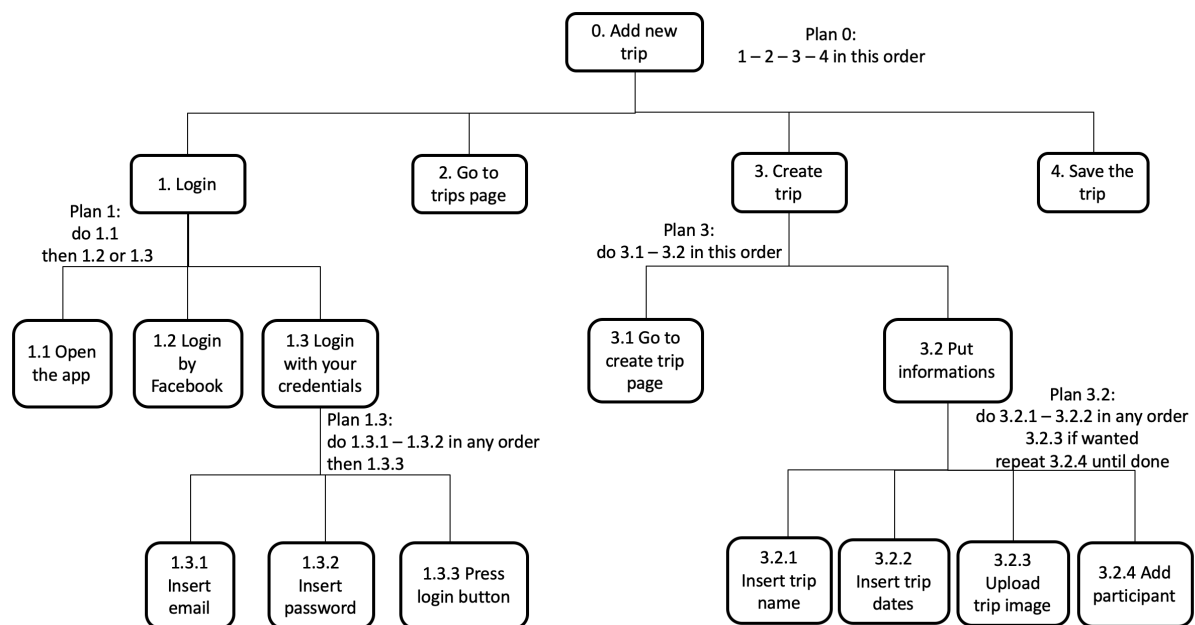 0. Add new
trip
Plan 0:
1 – 2 – 3 – 4 in this order
1. Login
2. Go to
trips page
3. Create
trip
4. Save the
trip
Plan 1:
do 1.1
then 1.2 or 1.3
Plan 3:
do 3.1 – 3.2 in this order
1.1 Open
the app
1.2 Login
by
Facebook
1.3 Login
with your
credentials
3.1 Go to
create trip
page
3.2 Put
informations
Plan 1.3:
do 1.3.1 – 1.3.2 in any order
then 1.3.3
Plan 3.2:
do 3.2.1 – 3.2.2 in any order
3.2.3 if wanted
repeat 3.2.4 until done
1.3.1
Insert
email
1.3.2
Insert
password
1.3.3 Press
login button
3.2.1
Insert trip
name
3.2.2
Insert trip
dates
3.2.3
Upload
trip image
3.2.4 Add
participant